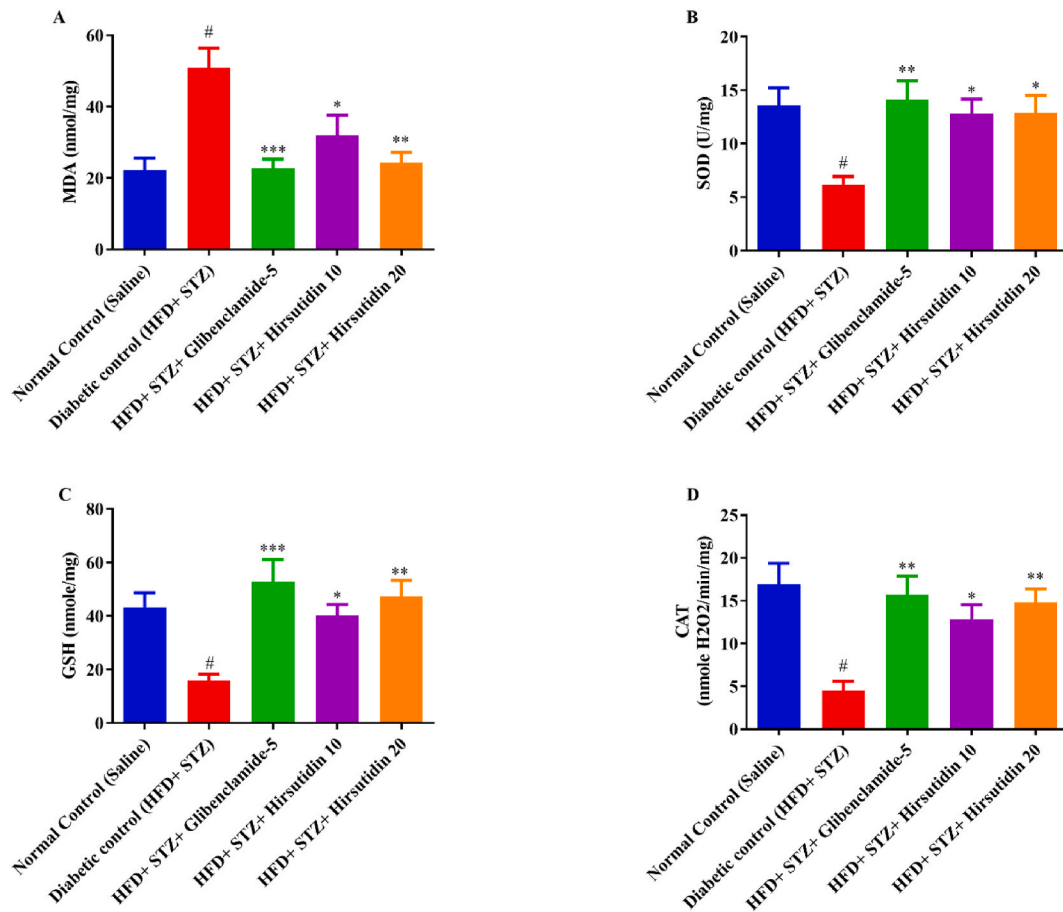 A
MDA (nmol/mg)
60
40
20
0
#
***
*
**
Normal Control (Saline)
Diabetic control (HFD+ STZ)
HFD+ STZ+ Glibenclamide-5
HFD+ STZ+ Hirsutidin 10
HFD+ STZ+ Hirsutidin 20
B
SOD (U/mg)
20
15
10
5
0
#
**
*
*
Normal Control (Saline)
Diabetic control (HFD+ STZ)
HFD+ STZ+ Glibenclamide-5
HFD+ STZ+ Hirsutidin 10
HFD+ STZ+ Hirsutidin 20
C
GSH (nmole/mg)
80
60
40
20
0
#
***
*
**
Normal Control (Saline)
Diabetic control (HFD+ STZ)
HFD+ STZ+ Glibenclamide-5
HFD+ STZ+ Hirsutidin 10
HFD+ STZ+ Hirsutidin 20
D
CAT
(nmole H2O2/min/mg)
25
20
15
10
5
0
#
**
*
**
Normal Control (Saline)
Diabetic control (HFD+ STZ)
HFD+ STZ+ Glibenclamide-5
HFD+ STZ+ Hirsutidin 10
HFD+ STZ+ Hirsutidin 20